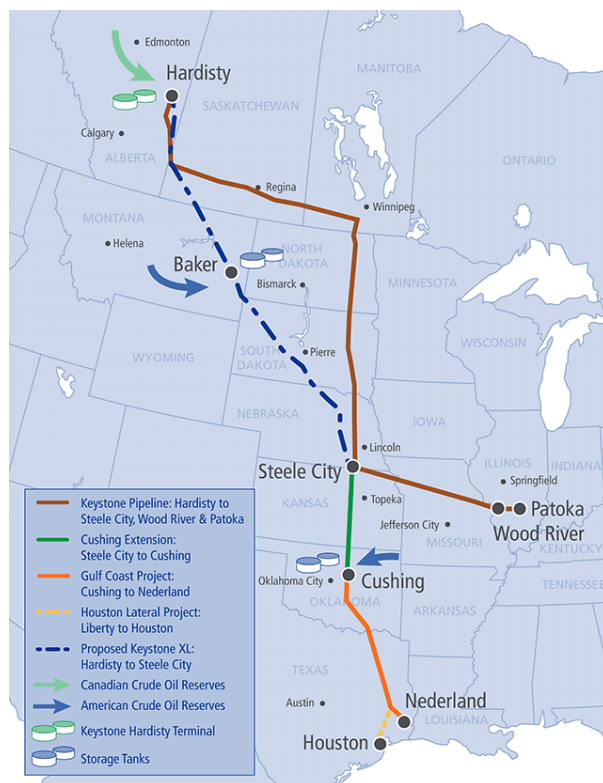 Edmonton
MANITOBA
Hardisty
SASKATCHEWAN
Calgary
ALBERTA
ONTARIO
Regina
Winnipeg
MONTANA
Helena
NORTH
DAKOTA
Baker
Bismarck
MINNESOTA
WISCONSIN
WYOMING
SOUTH
DAKOTA
Pierre
NEBRASKA
IOWA
Lincoln
Steele City
ILLINOIS
INDIANA
Springfield
KANSAS
Topeka
Patoka
Jefferson City
Wood River
MISSOURI
KENTUCKY
Oklahoma City
Cushing
OKLAHOMA
TENNESSEE
ARKANSAS
TEXAS
Austin
Nederland
LOUISIANA
Houston
Keystone Pipeline: Hardisty to
Steele City, Wood River & Patoka
Cushing Extension:
Steele City to Cushing
Gulf Coast Project:
Cushing to Nederland
Houston Lateral Project:
Liberty to Houston
Proposed Keystone XL:
Hardisty to Steele City
Canadian Crude Oil Reserves
American Crude Oil Reserves
Keystone Hardisty Terminal
Storage Tanks